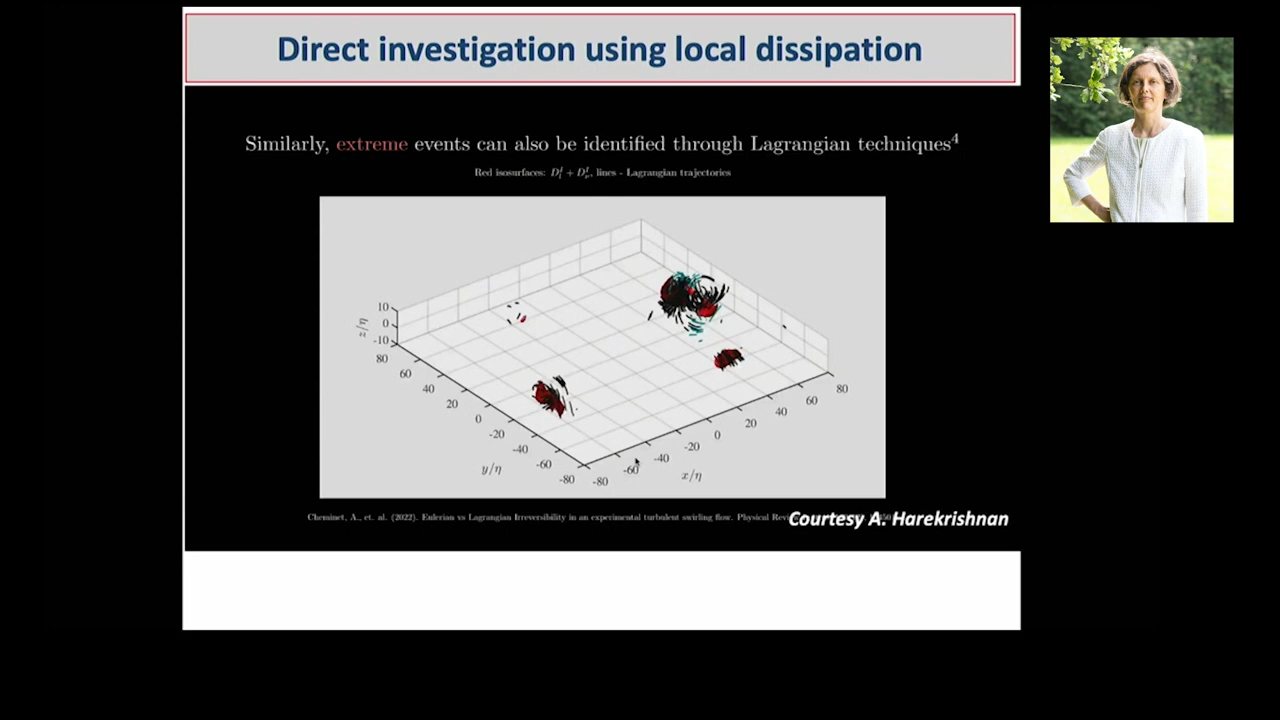 Direct investigation using local dissipation
Similarly, extreme events can also be identified through Lagrangian techniques⁴
Red isosurfaces: D_l^I + D_ν^I, lines - Lagrangian trajectories
10
0
-10
z/η
80
60
40
20
0
-20
-40
-60
-80
y/η
-80
-60
-40
-20
0
20
40
60
80
x/η
Cheminet, A., et. al. (2022). Eulerian vs Lagrangian Irreversibility in an experimental turbulent swirling flow. Physical
Courtesy A. Harekrishnan